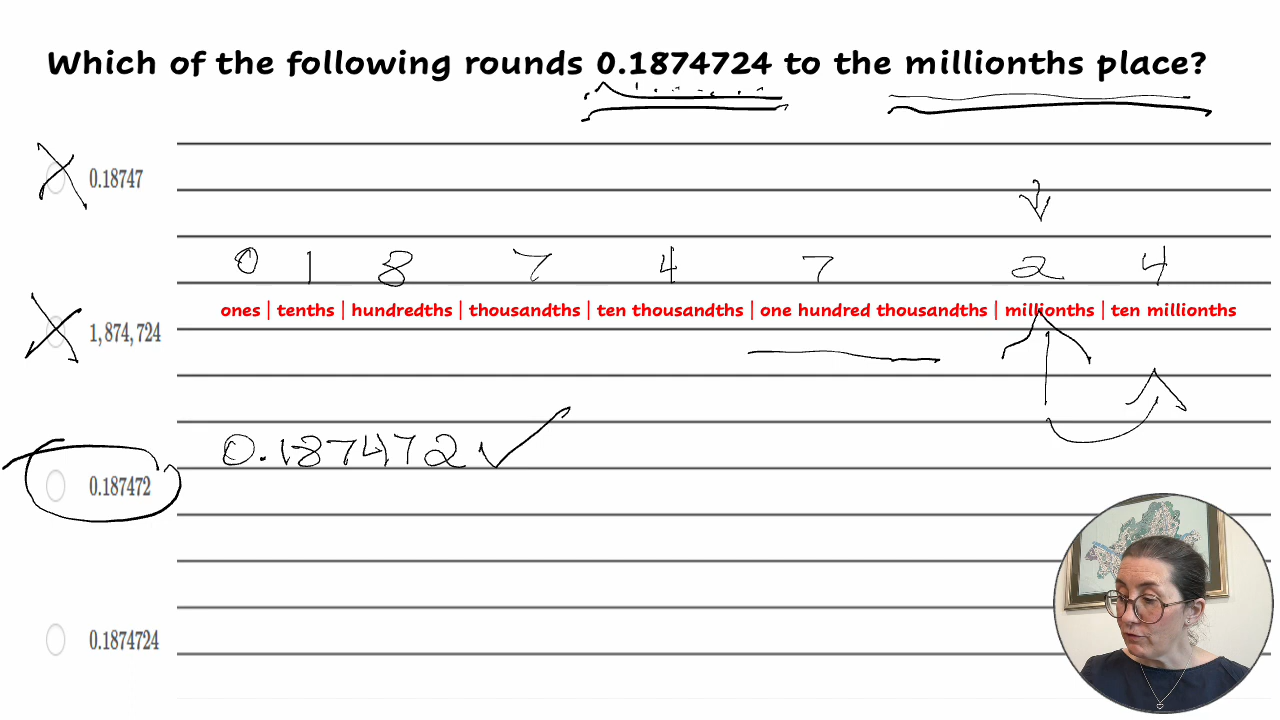 Which of the following rounds 0.1874724 to the millionths place?
0.18747
0 1 8 7 4 7 2 4
ones | tenths | hundredths | thousandths | ten thousandths | one hundred thousandths | millionths | ten millionths
1,874,724
0.187472
0.187472
0.1874724